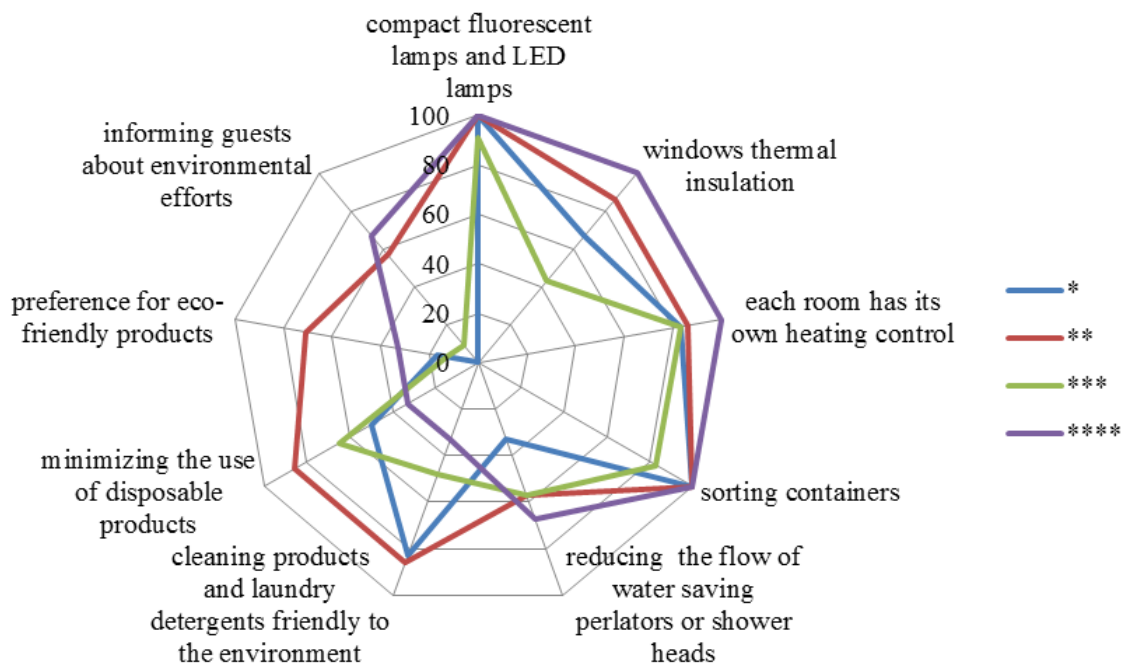 compact fluorescent
lamps and LED
lamps
windows thermal
insulation
each room has its
own heating control
sorting containers
reducing the flow of
water saving
perlators or shower
heads
cleaning products
and laundry
detergents friendly to
the environment
minimizing the use
of disposable
products
preference for eco-
friendly products
informing guests
about environmental
efforts
100
80
60
40
20
0
*
**
***
****